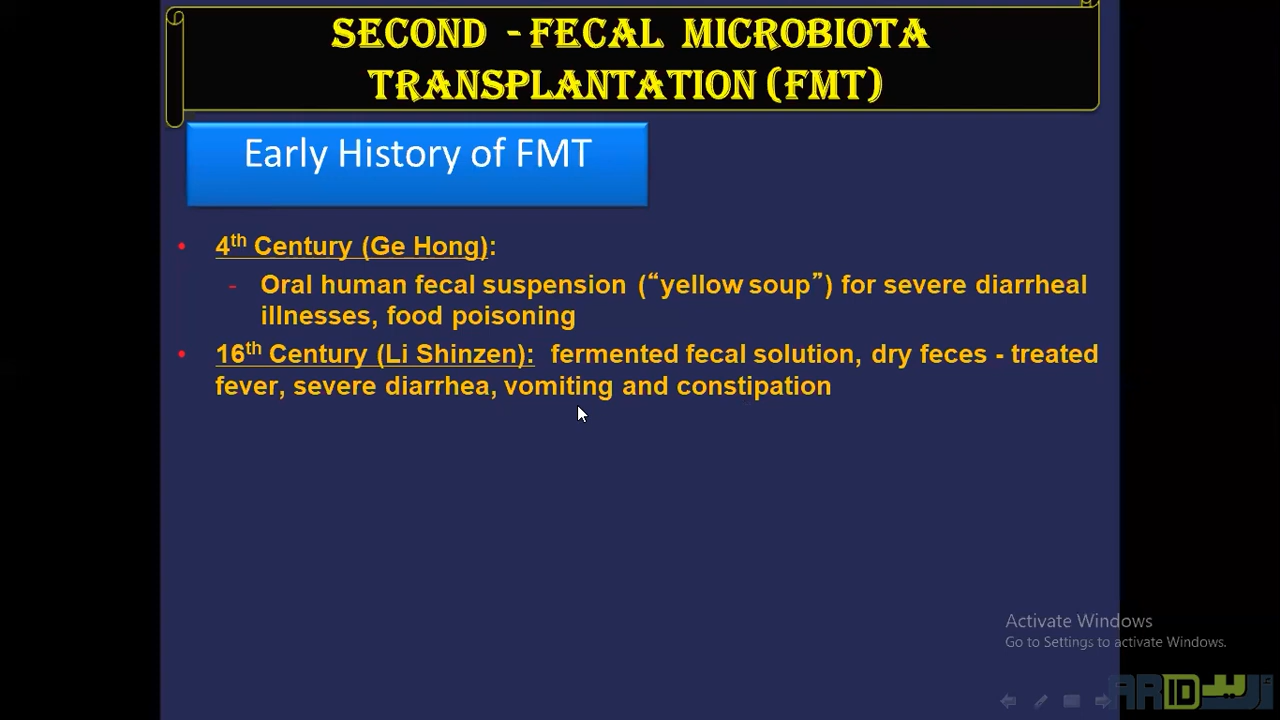 SECOND - FECAL MICROBIOTA
TRANSPLANTATION (FMT)
Early History of FMT
• 4th Century (Ge Hong):
- Oral human fecal suspension (“yellow soup”) for severe diarrheal
illnesses, food poisoning
• 16th Century (Li Shinzen): fermented fecal solution, dry feces - treated
fever, severe diarrhea, vomiting and constipation
Activate Windows
Go to Settings to activate Windows.
ARID أريد